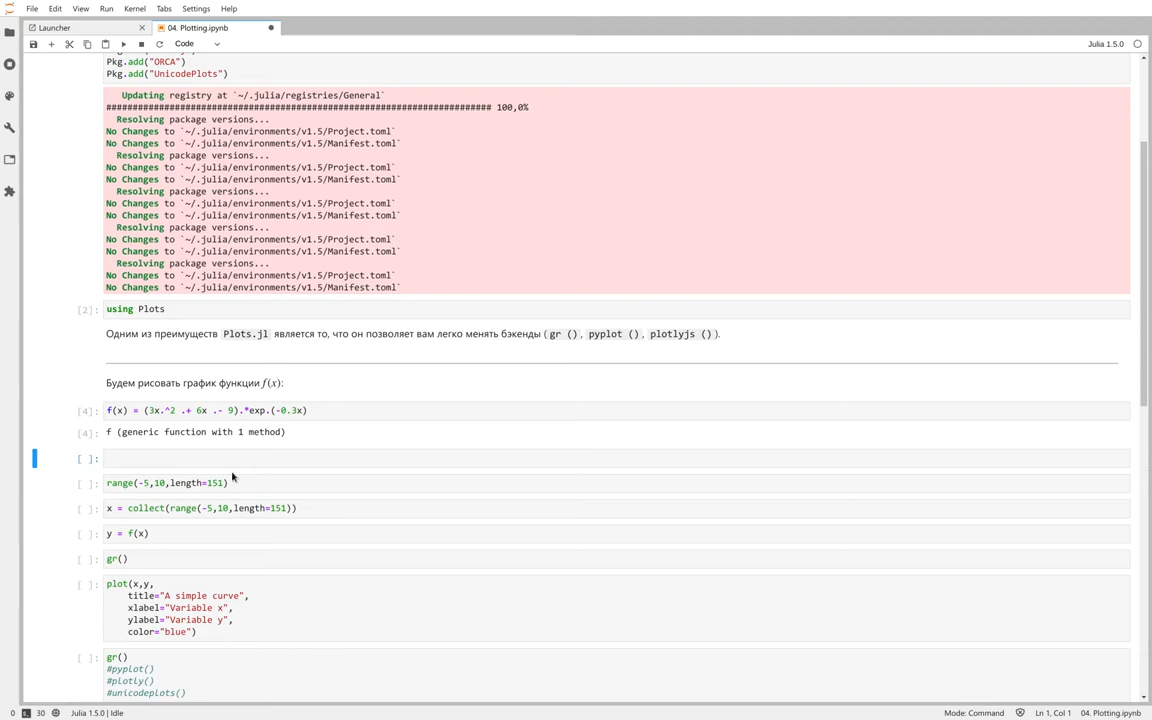 File Edit View Run Kernel Tabs Settings Help
Launcher
04. Plotting.ipynb
Code
Julia 1.5.0
Pkg.add("ORCA")
Pkg.add("UnicodePlots")
Updating registry at `~/.julia/registries/General`
######################################################################### 100,0%
Resolving package versions...
No Changes to `~/.julia/environments/v1.5/Project.toml`
No Changes to `~/.julia/environments/v1.5/Manifest.toml`
Resolving package versions...
No Changes to `~/.julia/environments/v1.5/Project.toml`
No Changes to `~/.julia/environments/v1.5/Manifest.toml`
Resolving package versions...
No Changes to `~/.julia/environments/v1.5/Project.toml`
No Changes to `~/.julia/environments/v1.5/Manifest.toml`
Resolving package versions...
No Changes to `~/.julia/environments/v1.5/Project.toml`
No Changes to `~/.julia/environments/v1.5/Manifest.toml`
Resolving package versions...
No Changes to `~/.julia/environments/v1.5/Project.toml`
No Changes to `~/.julia/environments/v1.5/Manifest.toml`
[2]: using Plots
Одним из преимуществ Plots.jl является то, что он позволяет вам легко менять бэкенды ( gr (), pyplot (), plotlyjs ()).
Будем рисовать график функции f(x):
[4]: f(x) = (3x.^2 .+ 6x .- 9).*exp.(-0.3x)
[4]: f (generic function with 1 method)
[ ]:
[ ]: range(-5,10,length=151)
[ ]: x = collect(range(-5,10,length=151))
[ ]: y = f(x)
[ ]: gr()
[ ]: plot(x,y,
title="A simple curve",
xlabel="Variable x",
ylabel="Variable y",
color="blue")
[ ]: gr()
#pyplot()
#plotly()
#unicodeplots()
0 30 Julia 1.5.0 | Idle Mode: Command Ln 1, Col 1 04. Plotting.ipynb